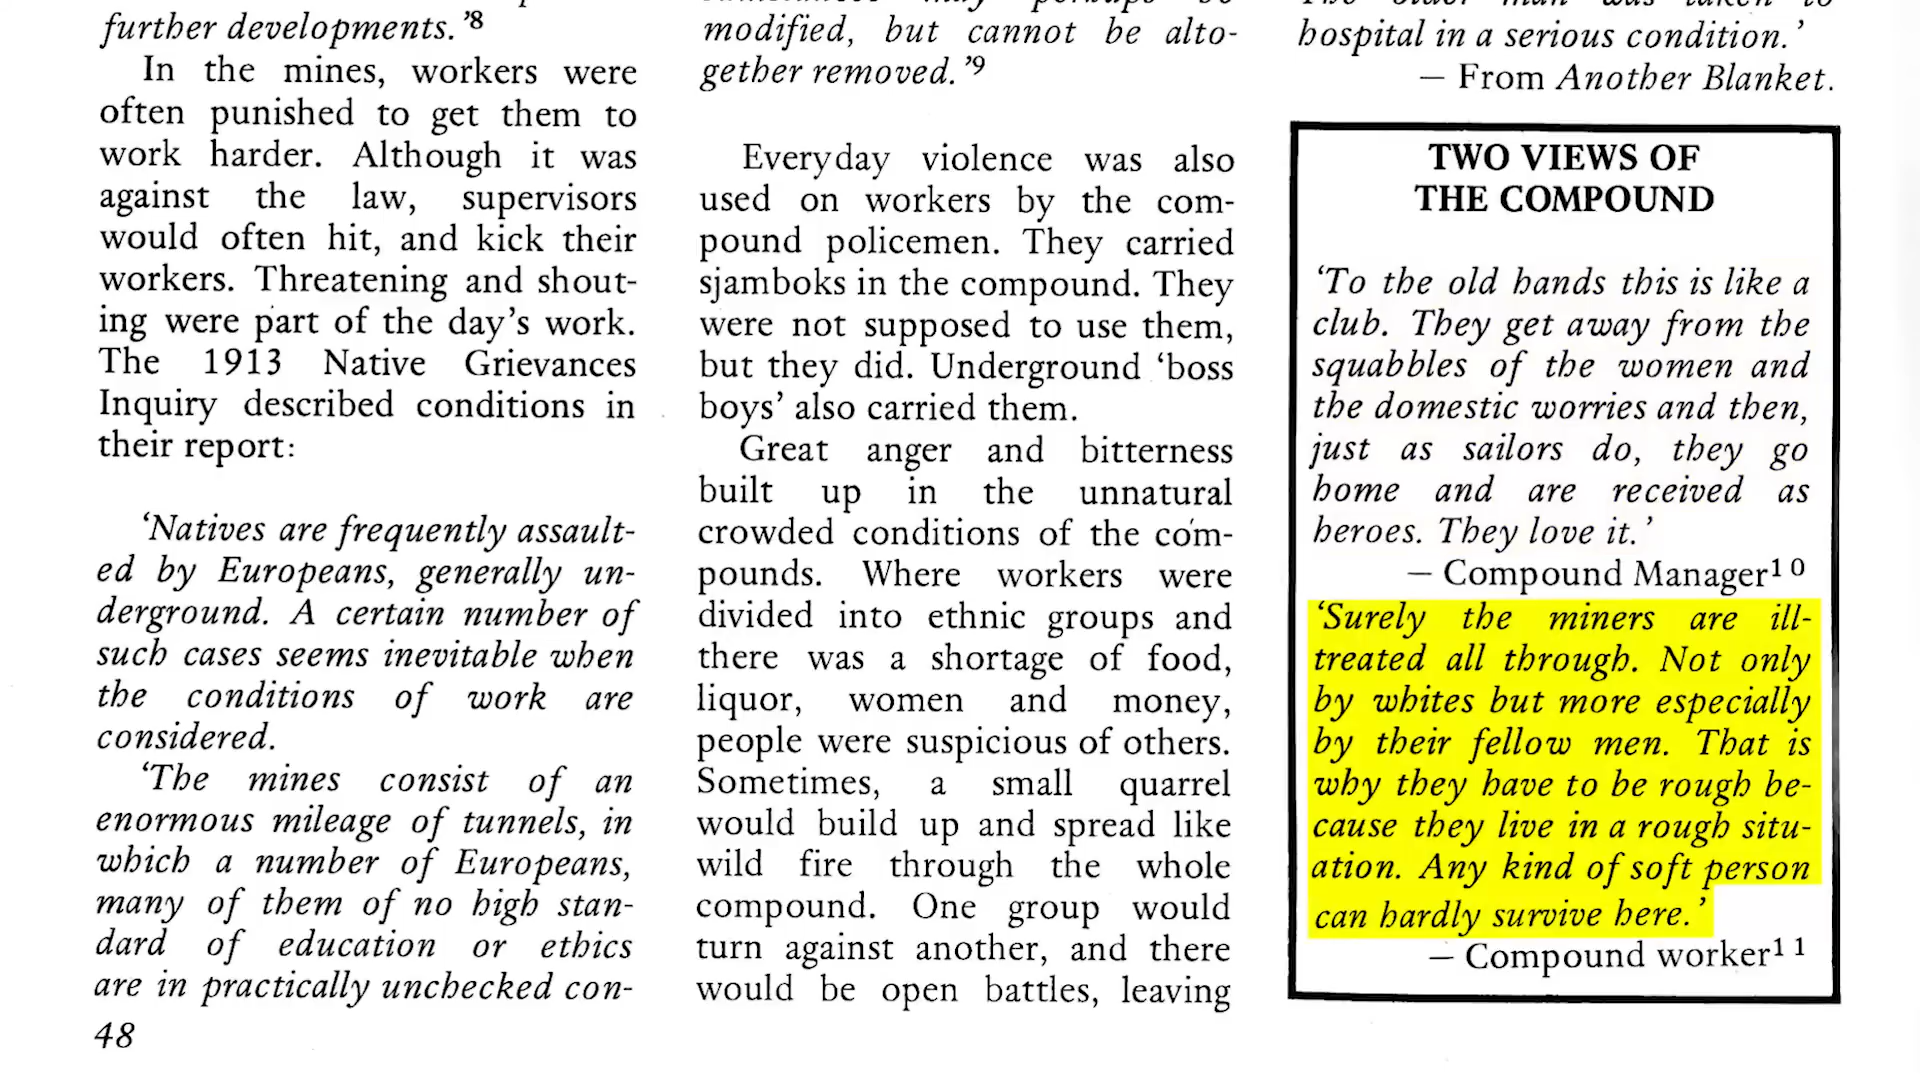 further developments.’8
In the mines, workers were
often punished to get them to
work harder. Although it was
against the law, supervisors
would often hit, and kick their
workers. Threatening and shout-
ing were part of the day’s work.
The 1913 Native Grievances
Inquiry described conditions in
their report:
‘Natives are frequently assault-
ed by Europeans, generally un-
derground. A certain number of
such cases seems inevitable when
the conditions of work are
considered.
‘The mines consist of an
enormous mileage of tunnels, in
which a number of Europeans,
many of them of no high stan-
dard of education or ethics
are in practically unchecked con-
48
modified, but cannot be alto-
gether removed.’9
Everyday violence was also
used on workers by the com-
pound policemen. They carried
sjamboks in the compound. They
were not supposed to use them,
but they did. Underground ‘boss
boys’ also carried them.
Great anger and bitterness
built up in the unnatural
crowded conditions of the com-
pounds. Where workers were
divided into ethnic groups and
there was a shortage of food,
liquor, women and money,
people were suspicious of others.
Sometimes, a small quarrel
would build up and spread like
wild fire through the whole
compound. One group would
turn against another, and there
would be open battles, leaving
The older man was taken to
hospital in a serious condition.’
— From Another Blanket.
TWO VIEWS OF
THE COMPOUND
‘To the old hands this is like a
club. They get away from the
squabbles of the women and
the domestic worries and then,
just as sailors do, they go
home and are received as
heroes. They love it.’
— Compound Manager10
‘Surely the miners are ill-
treated all through. Not only
by whites but more especially
by their fellow men. That is
why they have to be rough be-
cause they live in a rough situ-
ation. Any kind of soft person
can hardly survive here.’
— Compound worker11